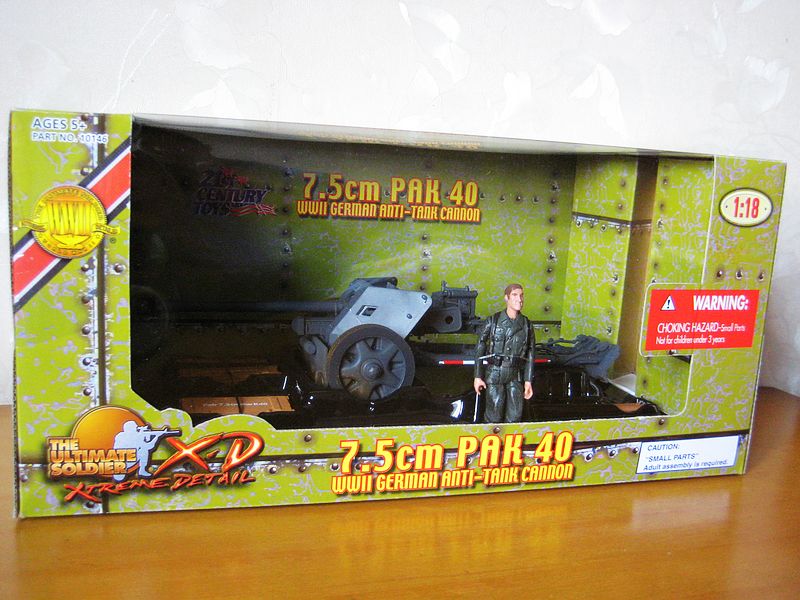 AGES 5+
PART NO. 10146
WWII
®
21st
CENTURY
TOYS
7.5cm PAK 40
WWII GERMAN ANTI-TANK CANNON
1:18
WARNING:
CHOKING HAZARD-Small Parts
Not for children under 3 years
THE
ULTIMATE
SOLDIER
X-D
XTREME DETAIL
7.5cm PAK 40
WWII GERMAN ANTI-TANK CANNON
CAUTION:
"SMALL PARTS"
Adult assembly is required.